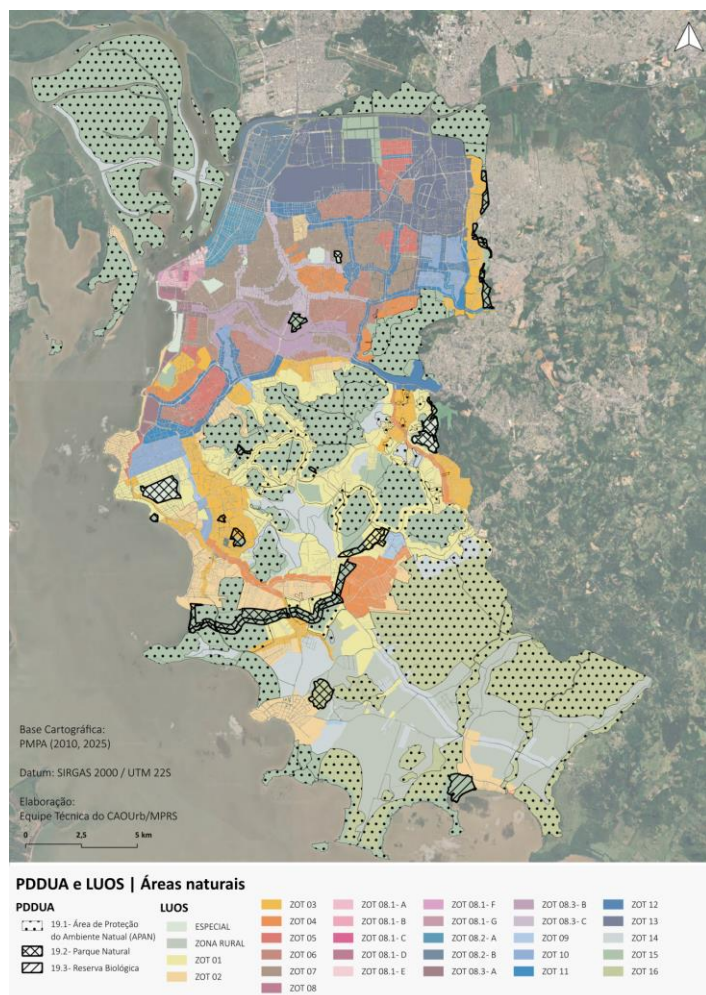 Base Cartográfica:
PMPA (2010, 2025)
Datum: SIRGAS 2000 / UTM 22S
Elaboração:
Equipe Técnica do CAOUrb/MPRS
0 2,5 5 km
PDDUA e LUOS | Áreas naturais
PDDUA
19.1- Área de Proteção
do Ambiente Natual (APAN)
19.2- Parque Natural
19.3- Reserva Biológica
LUOS
ESPECIAL
ZONA RURAL
ZOT 01
ZOT 02
ZOT 03
ZOT 04
ZOT 05
ZOT 06
ZOT 07
ZOT 08
ZOT 08.1- A
ZOT 08.1- B
ZOT 08.1- C
ZOT 08.1- D
ZOT 08.1- E
ZOT 08.1- F
ZOT 08.1- G
ZOT 08.2- A
ZOT 08.2- B
ZOT 08.3- A
ZOT 08.3- B
ZOT 08.3- C
ZOT 09
ZOT 10
ZOT 11
ZOT 12
ZOT 13
ZOT 14
ZOT 15
ZOT 16